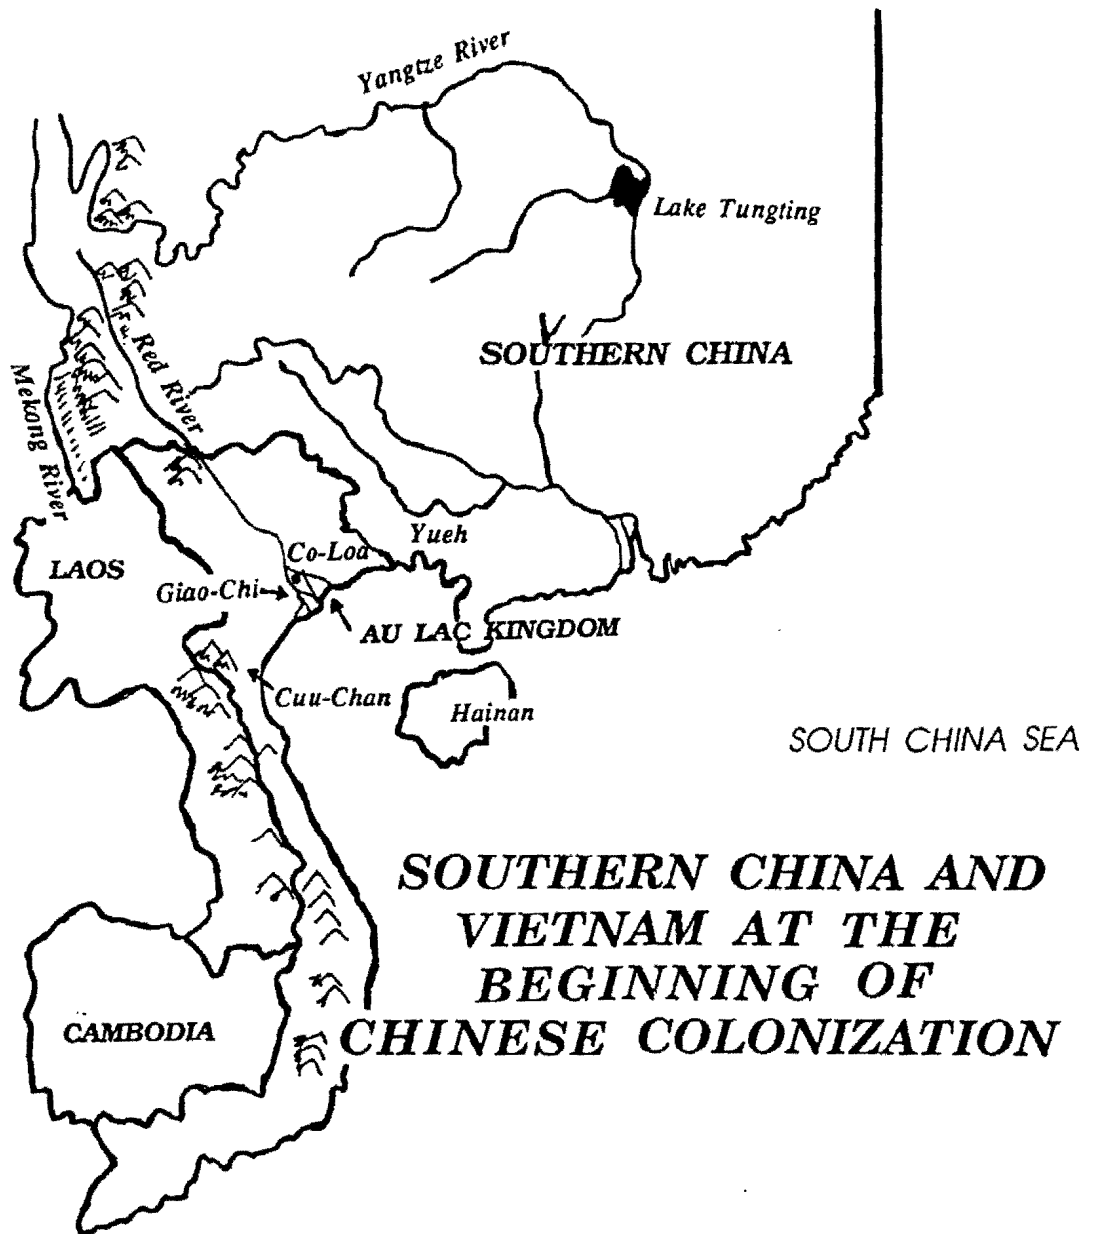 Yangtze River
Lake Tungting
Red River
SOUTHERN CHINA
Mekang River
Yueh
Co-Loa
LAOS
Giao-Chi
AU LAC KINGDOM
Cuu-Chan
Hainan
SOUTH CHINA SEA
SOUTHERN CHINA AND
VIETNAM AT THE
BEGINNING OF
CHINESE COLONIZATION
CAMBODIA